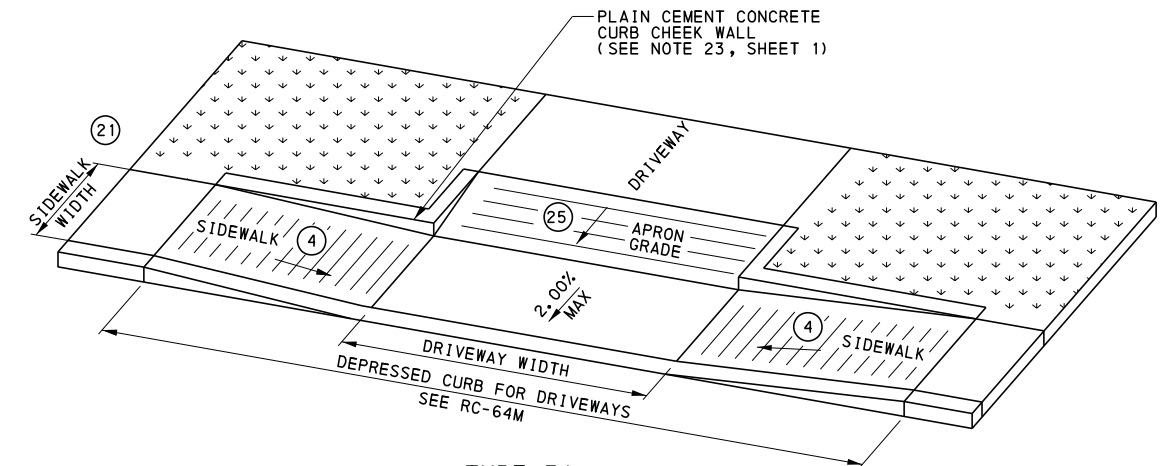 PLAIN CEMENT CONCRETE
CURB CHEEK WALL
(SEE NOTE 23, SHEET 1)
21
SIDEWALK
WIDTH
DRIVEWAY
25
APRON
GRADE
SIDEWALK
4
2.00%
MAX
4
SIDEWALK
DRIVEWAY WIDTH
DEPRESSED CURB FOR DRIVEWAYS
SEE RC-64M